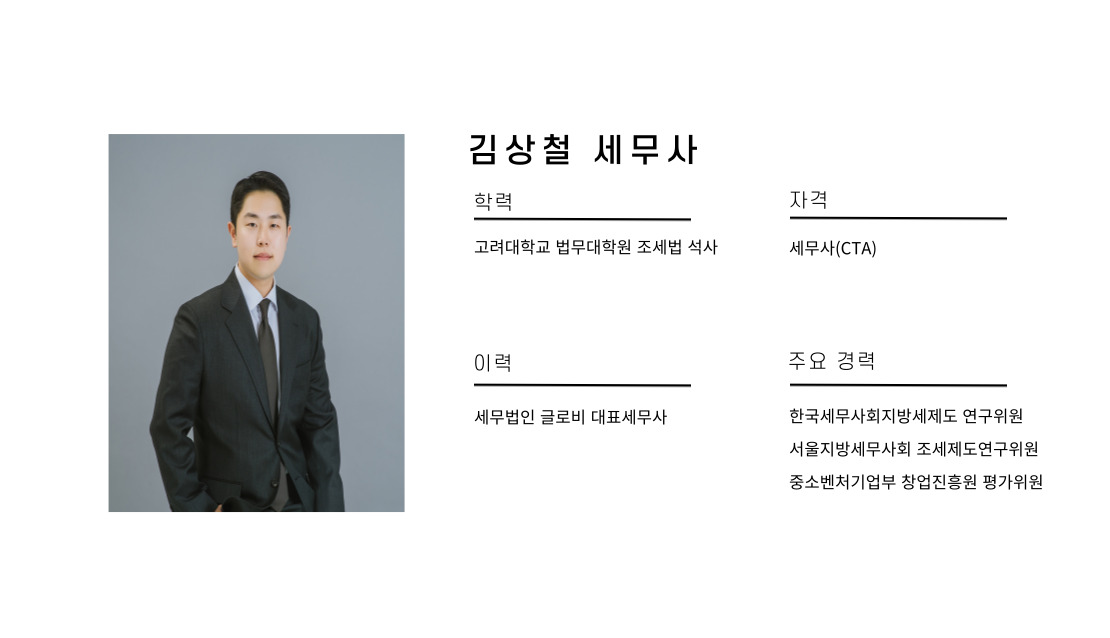 김상철 세무사
학력
고려대학교 법무대학원 조세법 석사
자격
세무사(CTA)
이력
세무법인 글로비 대표세무사
주요 경력
한국세무사회지방세제도 연구위원
서울지방세무사회 조세제도연구위원
중소벤처기업부 창업진흥원 평가위원